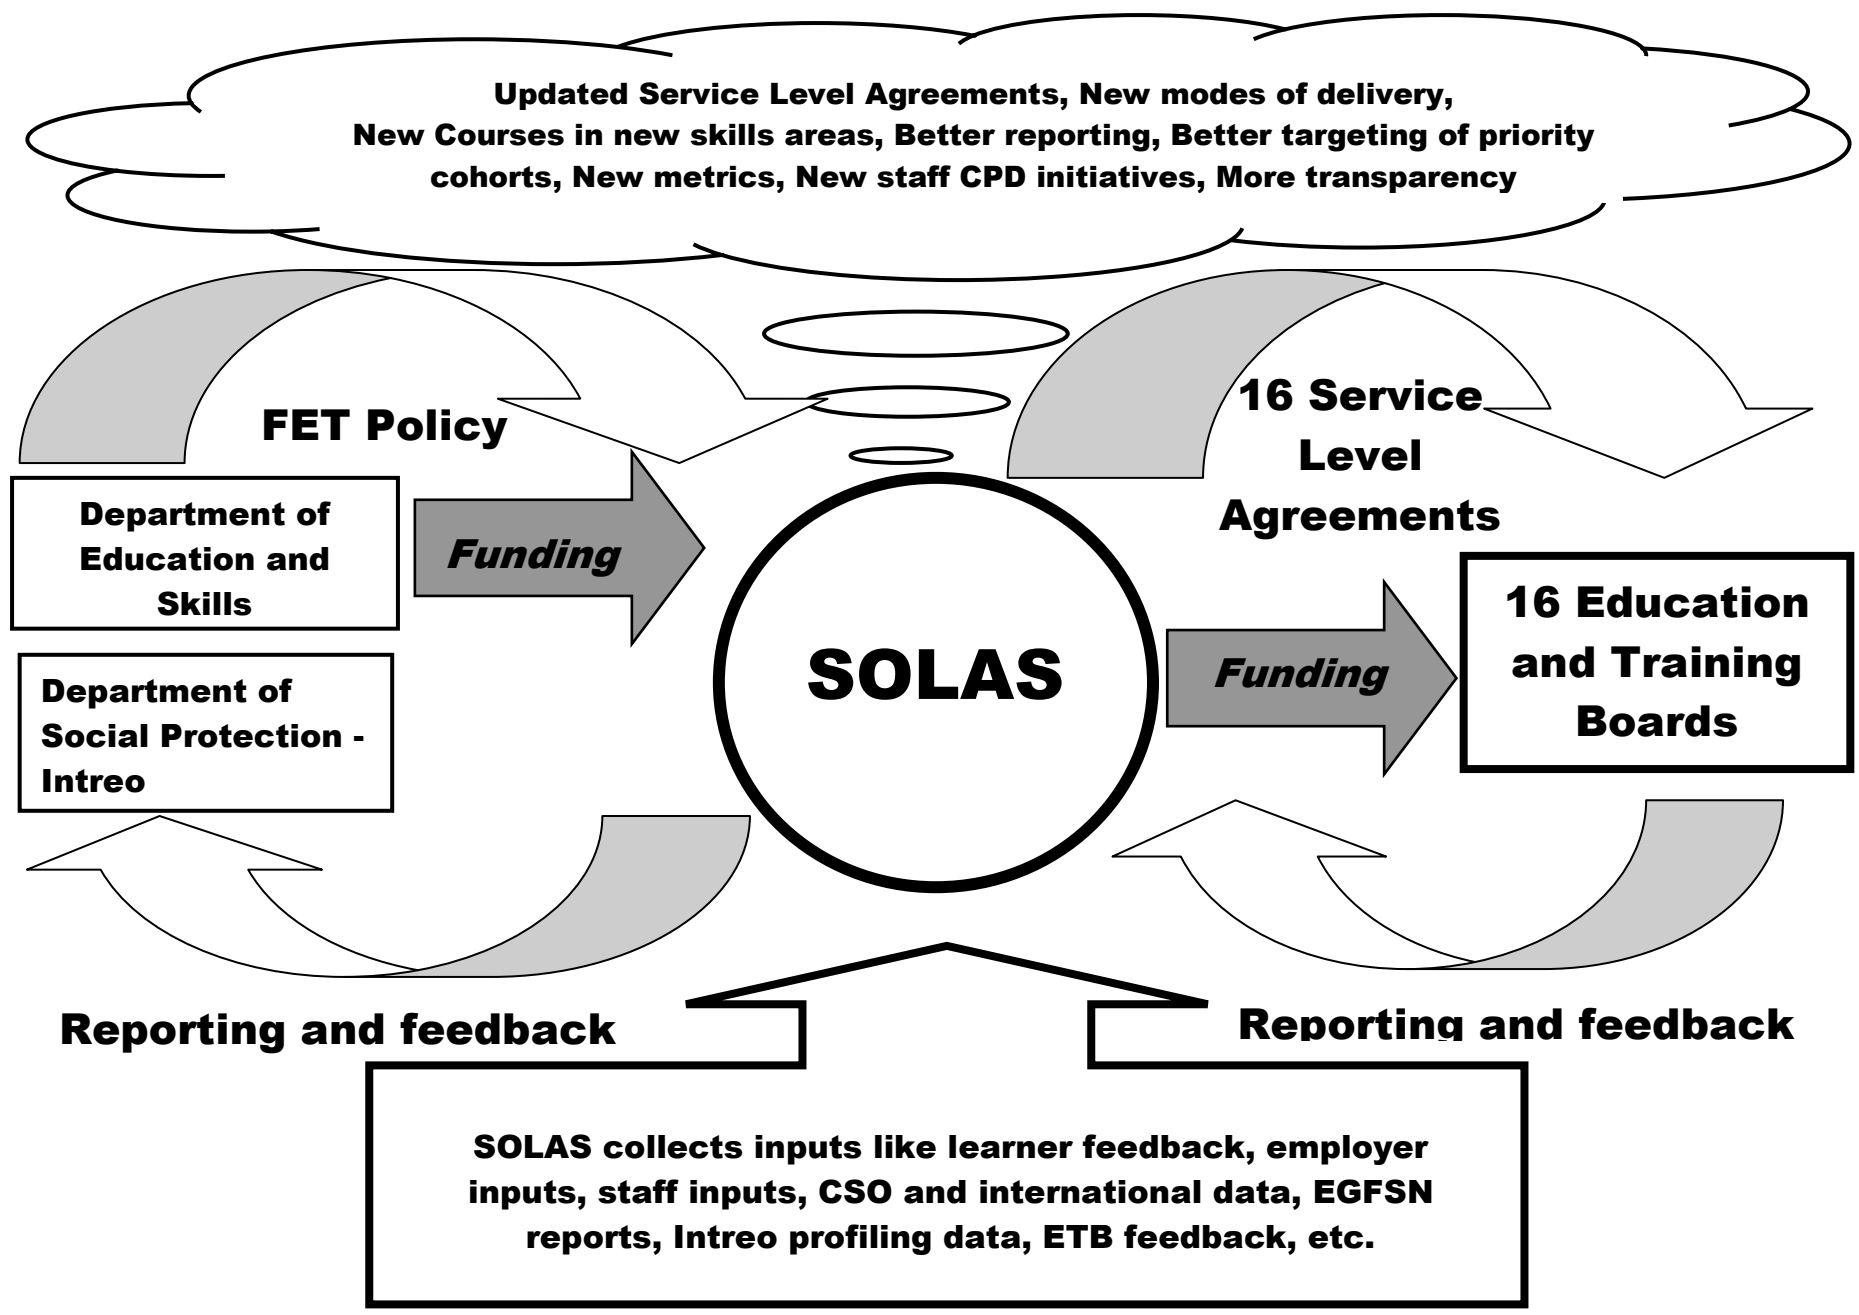 Updated Service Level Agreements, New modes of delivery,
New Courses in new skills areas, Better reporting, Better targeting of priority
cohorts, New metrics, New staff CPD initiatives, More transparency
FET Policy
16 Service
Level
Agreements
Department of
Education and
Skills
Funding
Department of
Social Protection -
Intreo
SOLAS
Funding
16 Education
and Training
Boards
Reporting and feedback
Reporting and feedback
SOLAS collects inputs like learner feedback, employer
inputs, staff inputs, CSO and international data, EGFSN
reports, Intreo profiling data, ETB feedback, etc.